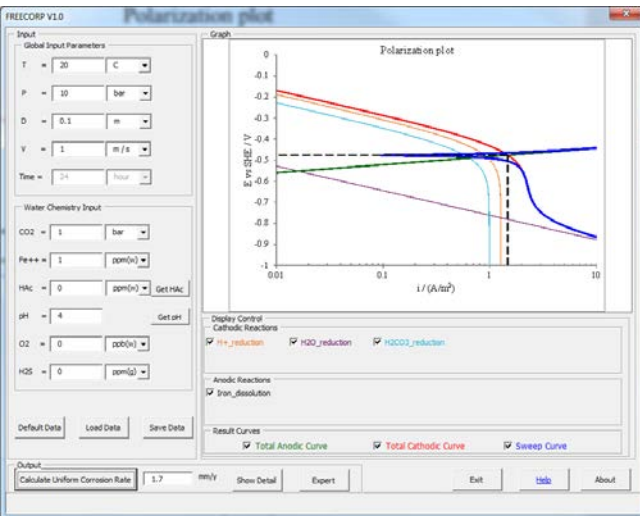 Polarization plot
FREECORP V1.0
Input
Global Input Parameters
T = 20 C
P = 10 bar
D = 0.1 m
V = 1 m / s
Time = 24 hour
Water Chemistry Input
CO2 = 1 bar
Fe++ = 1 ppm(w)
HAc = 0 ppm(w) Get HAc
pH = 4 Get pH
O2 = 0 ppb(w)
H2S = 0 ppm(g)
Default Data Load Data Save Data
Graph
Polarization plot
0
-0.1
-0.2
-0.3
-0.4
-0.5
-0.6
-0.7
-0.8
-0.9
-1
E vs SHE / V
0.01 0.1 1 10
i / (A/m²)
Display Control
Cathodic Reactions
H+_reduction H2O_reduction H2CO3_reduction
Anodic Reactions
Iron_dissolution
Result Curves
Total Anodic Curve Total Cathodic Curve Sweep Curve
Output
Calculate Uniform Corrosion Rate 1.7 mm/y Show Detail Expert Exit Help About